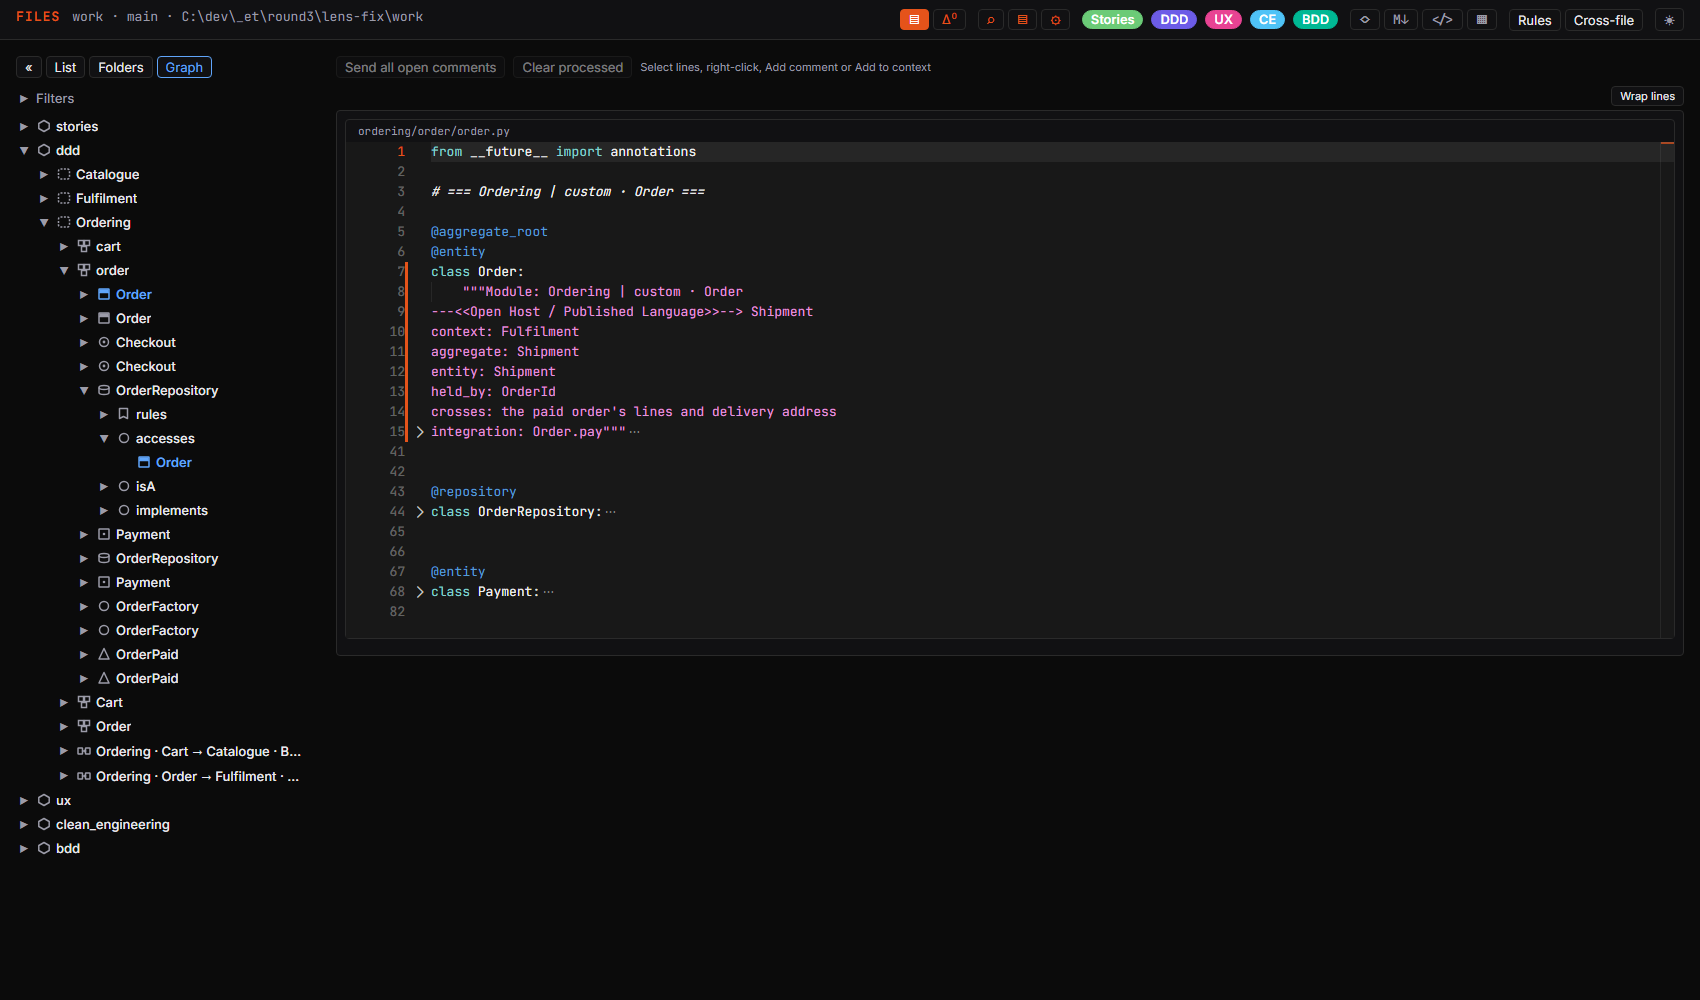 FILES work · main · C:\dev\_et\round3\lens-fix\work
Δ⁰ Stories DDD UX CE BDD M↓ </> Rules Cross-file
« List Folders Graph
Send all open comments Clear processed Select lines, right-click, Add comment or Add to context
Filters
Wrap lines
stories
ddd
Catalogue
Fulfilment
Ordering
cart
order
Order
Order
Checkout
Checkout
OrderRepository
rules
accesses
Order
isA
implements
Payment
OrderRepository
Payment
OrderFactory
OrderFactory
OrderPaid
OrderPaid
Cart
Order
Ordering · Cart → Catalogue · B...
Ordering · Order → Fulfilment · ...
ux
clean_engineering
bdd
ordering/order/order.py
1 from __future__ import annotations
2
3 # === Ordering | custom · Order ===
4
5 @aggregate_root
6 @entity
7 class Order:
8 """Module: Ordering | custom · Order
9 ---<<Open Host / Published Language>>--> Shipment
10 context: Fulfilment
11 aggregate: Shipment
12 entity: Shipment
13 held_by: OrderId
14 crosses: the paid order's lines and delivery address
15 integration: Order.pay"""···
41
42
43 @repository
44 class OrderRepository:···
65
66
67 @entity
68 class Payment:···
82